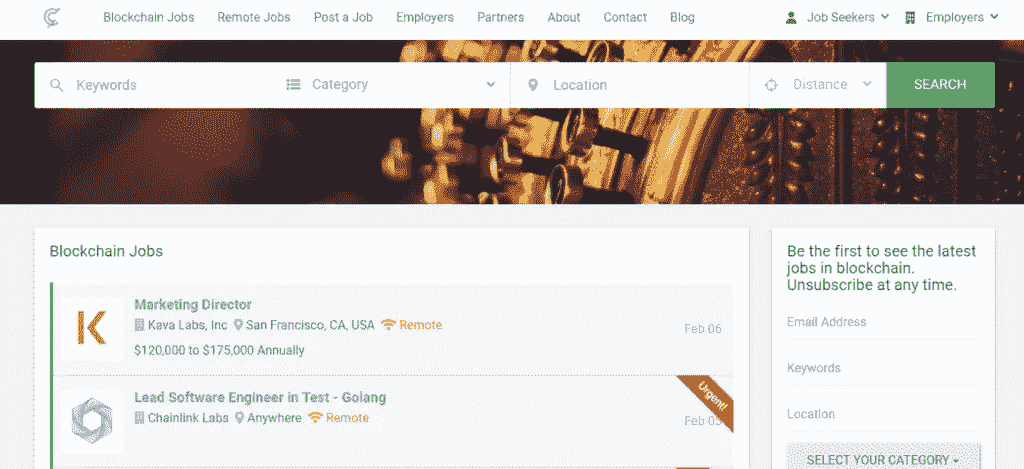 Blockchain Jobs Remote Jobs Post a Job Employers Partners About Contact Blog Job Seekers Employers
Keywords Category Location Distance SEARCH
Blockchain Jobs
Marketing Director
Kava Labs, Inc San Francisco, CA, USA Remote
Feb 06
$120,000 to $175,000 Annually
Lead Software Engineer in Test - Golang
Urgent!
Chainlink Labs Anywhere Remote
Feb 05
Be the first to see the latest
jobs in blockchain.
Unsubscribe at any time.
Email Address
Keywords
Location
SELECT YOUR CATEGORY